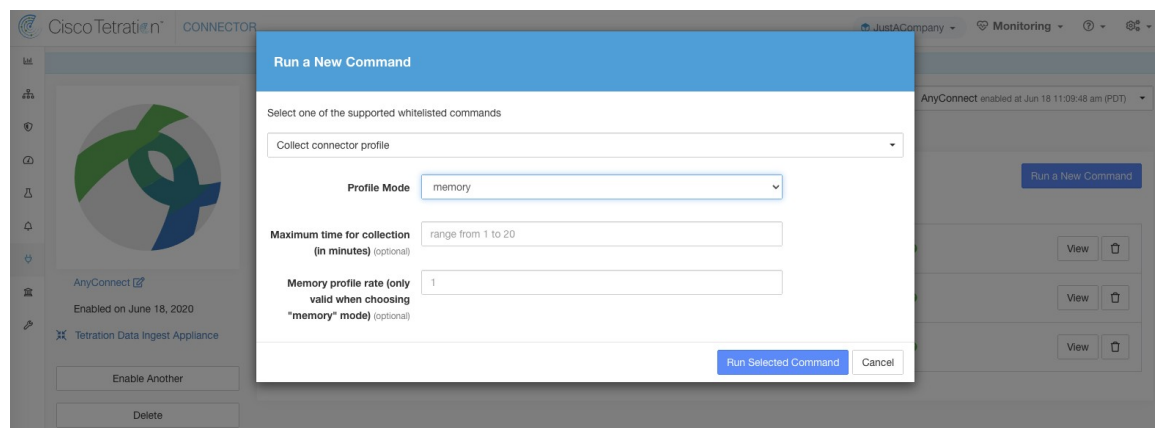 Cisco Tetration™
CONNECTOR
JustACompany
Monitoring
Run a New Command
Select one of the supported whitelisted commands
AnyConnect enabled at Jun 18 11:09:48 am (PDT)
Collect connector profile
Run a New Command
Profile Mode
memory
Maximum time for collection
(in minutes) (optional)
range from 1 to 20
Memory profile rate (only
valid when choosing
"memory" mode) (optional)
1
View
View
View
AnyConnect
Enabled on June 18, 2020
Tetration Data Ingest Appliance
Run Selected Command
Cancel
Enable Another
Delete